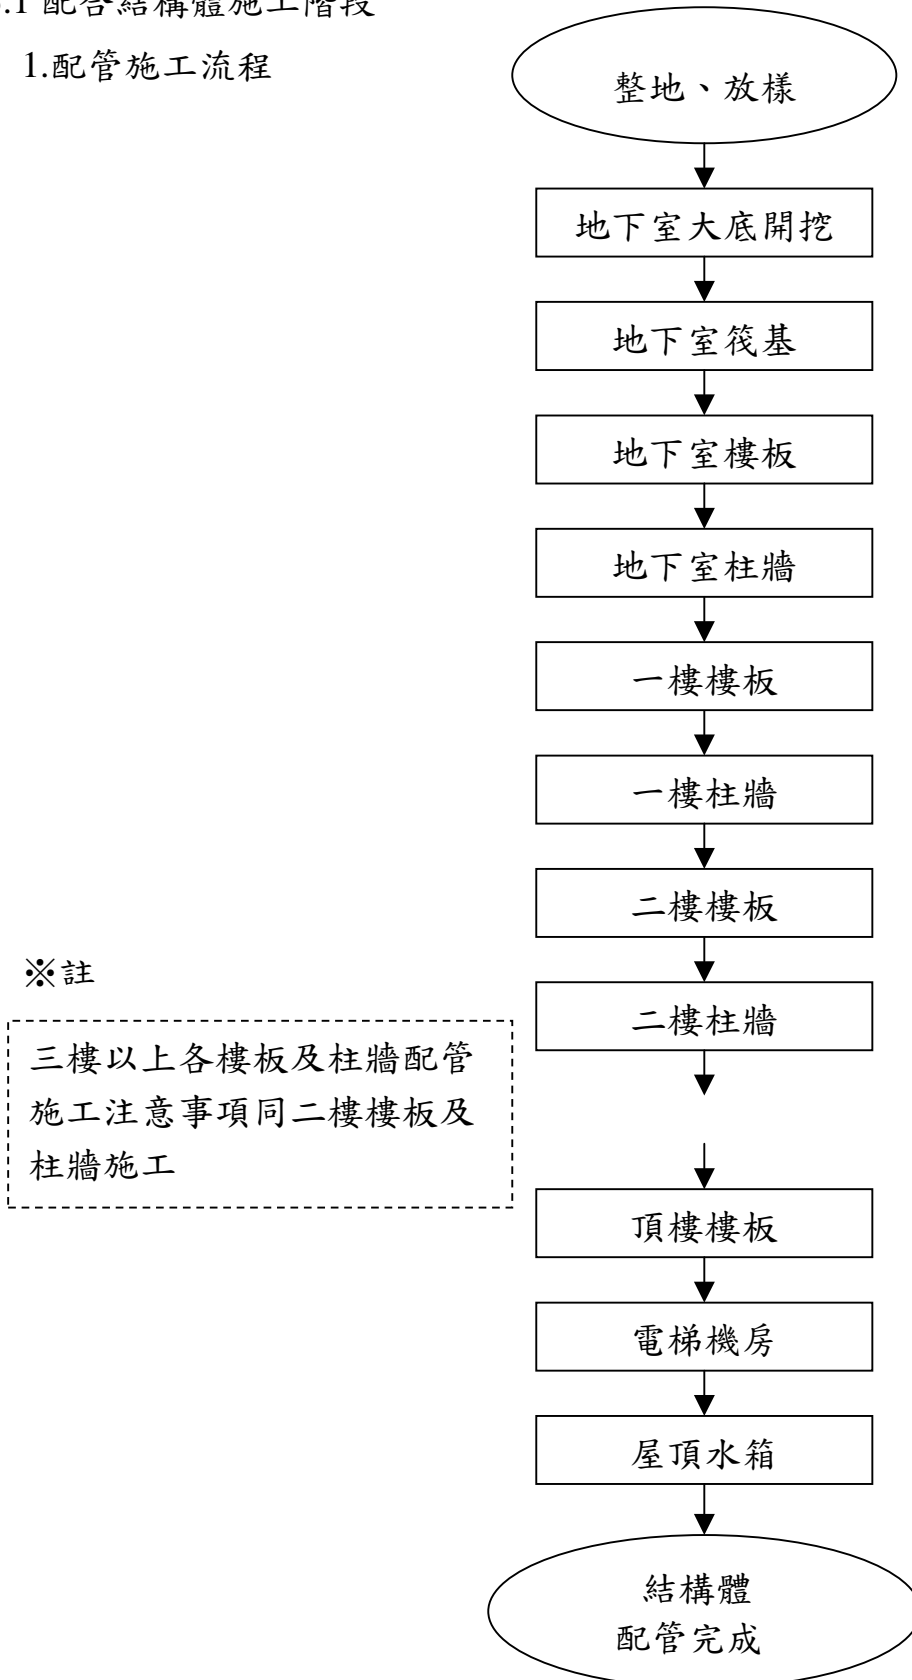 .1 配合結構體施工階段
1.配管施工流程
整地、放樣
地下室大底開挖
地下室筏基
地下室樓板
地下室柱牆
一樓樓板
一樓柱牆
二樓樓板
二樓柱牆
※註
三樓以上各樓板及柱牆配管
施工注意事項同二樓樓板及
柱牆施工
頂樓樓板
電梯機房
屋頂水箱
結構體
配管完成